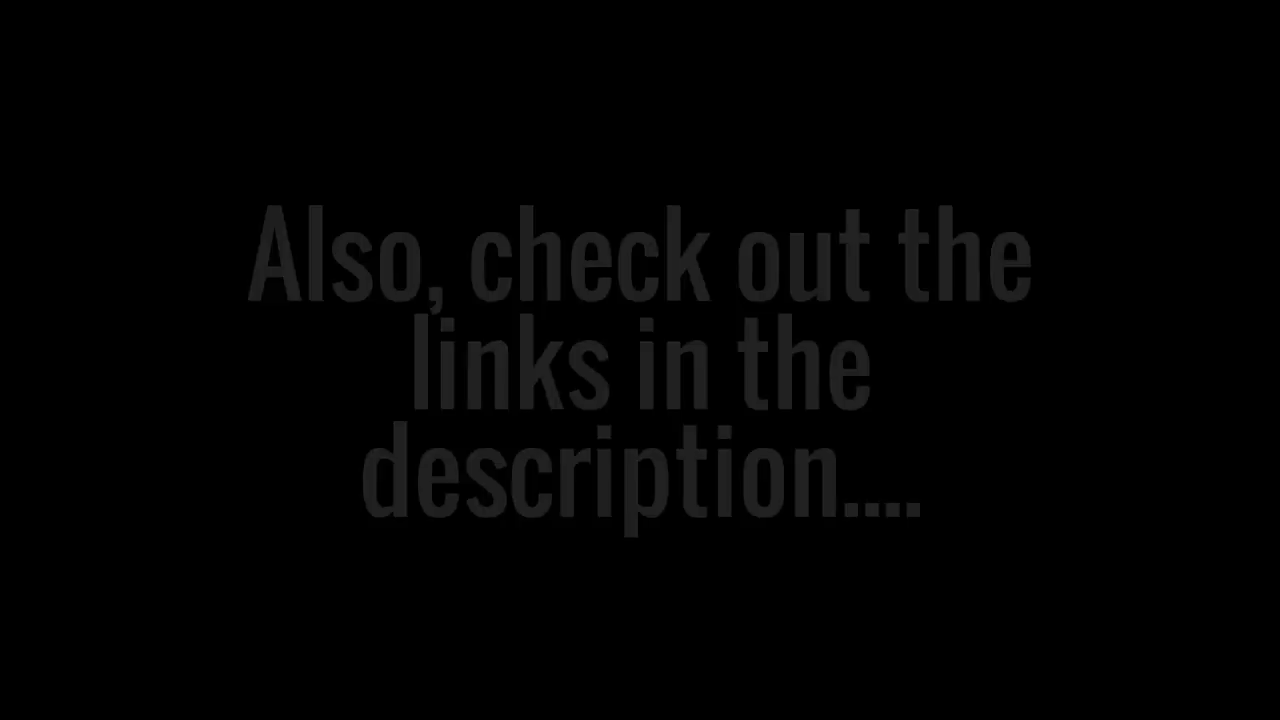 Also, check out the
links in the
description....